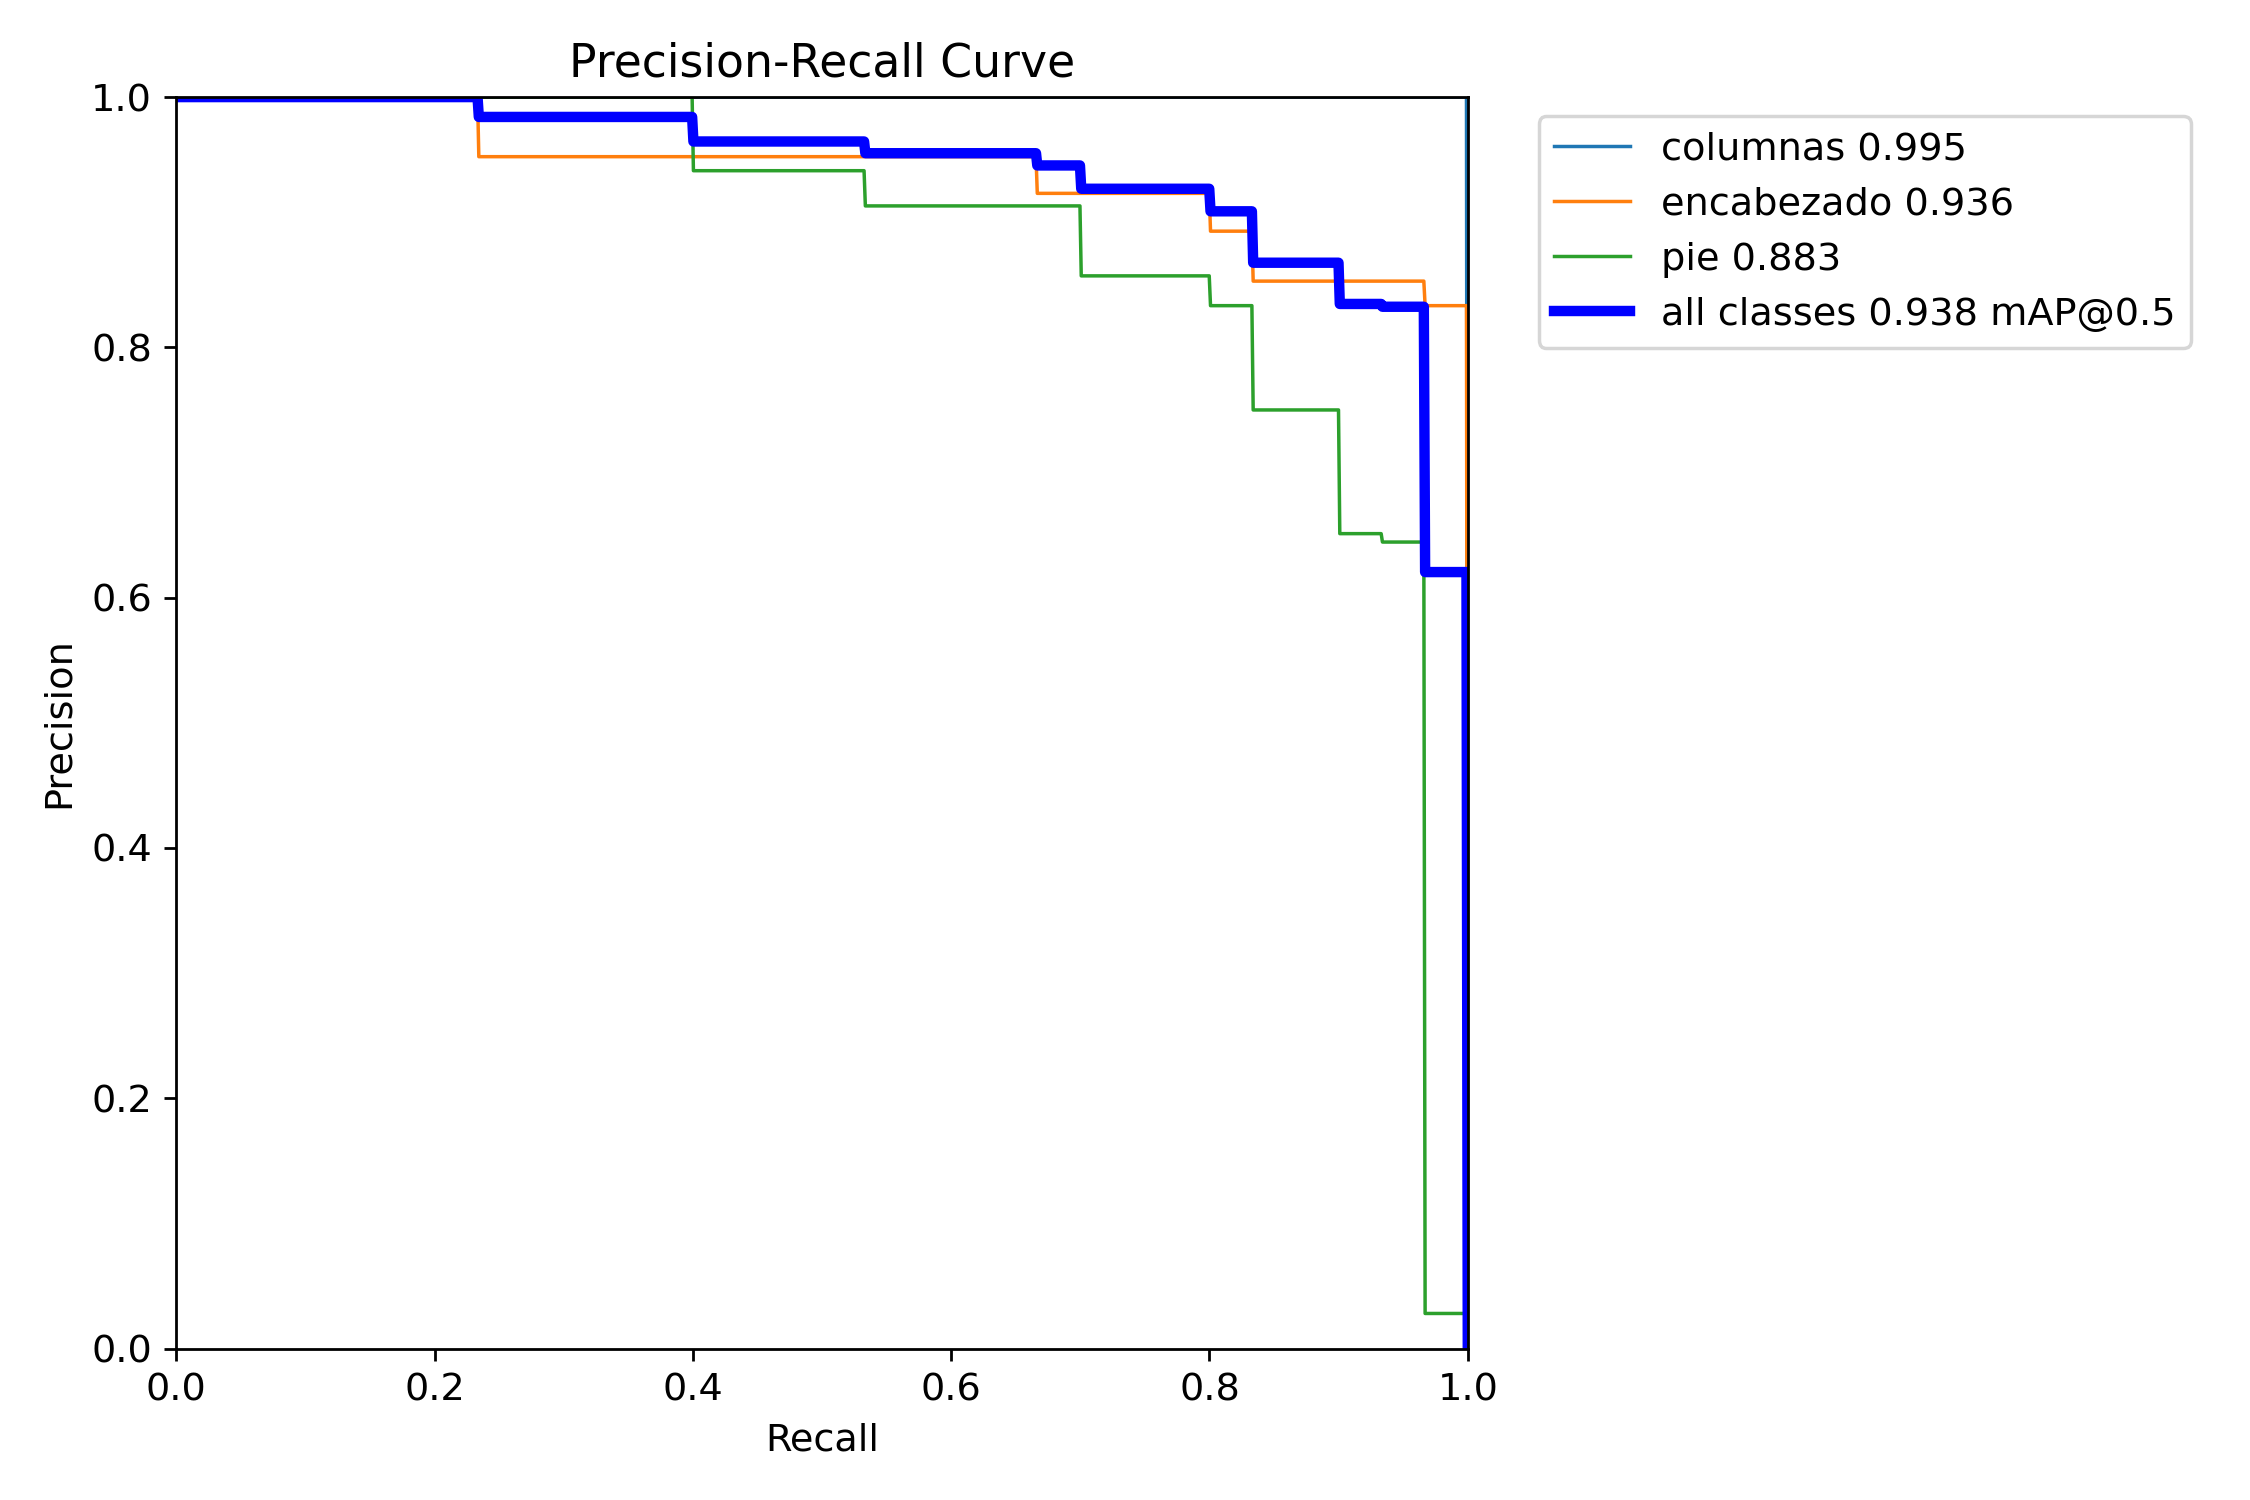 Precision-Recall Curve
1.0
0.8
0.6
0.4
0.2
0.0
Precision
0.0 0.2 0.4 0.6 0.8 1.0
Recall
columnas 0.995
encabezado 0.936
pie 0.883
all classes 0.938 mAP@0.5